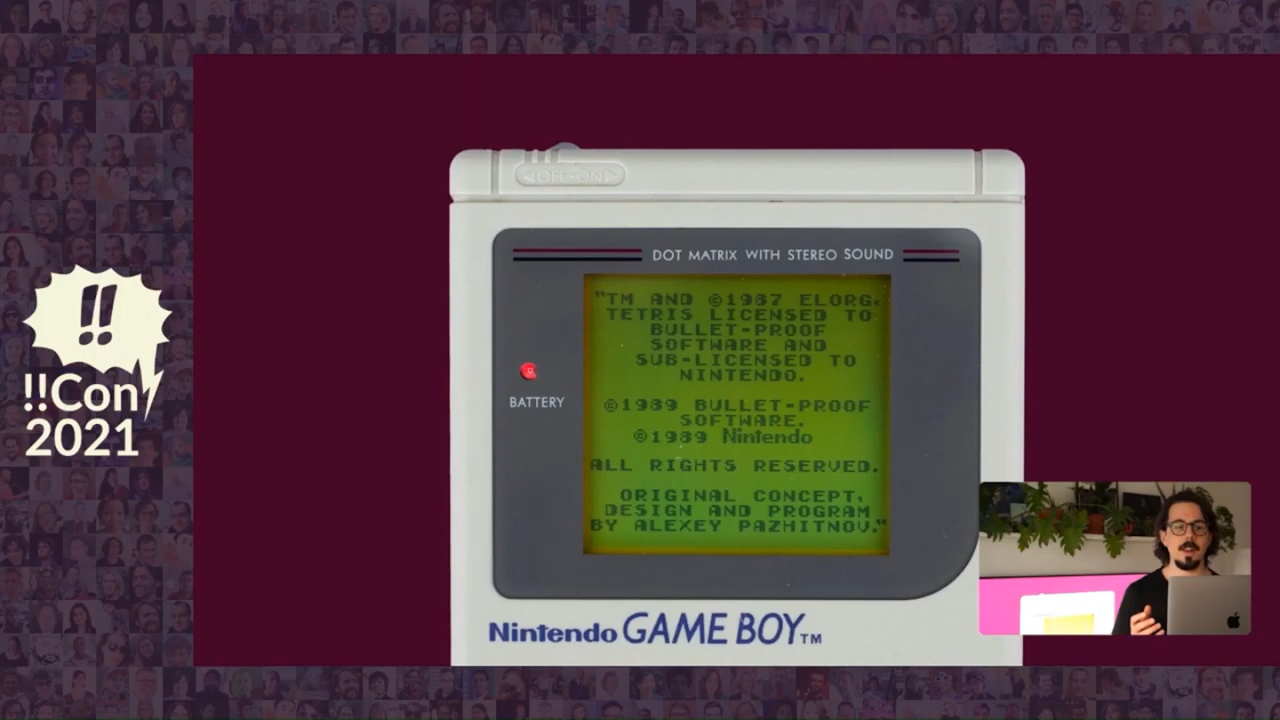 !!
!!Con
2021
OFF•ON
DOT MATRIX WITH STEREO SOUND
"TM AND ©1987 ELORG,
TETRIS LICENSED TO
BULLET-PROOF
SOFTWARE AND
SUB-LICENSED TO
NINTENDO.
©1989 BULLET-PROOF
SOFTWARE.
©1989 Nintendo
ALL RIGHTS RESERVED.
ORIGINAL CONCEPT,
DESIGN AND PROGRAM
BY ALEXEY PAZHITNOV."
BATTERY
Nintendo GAME BOY TM